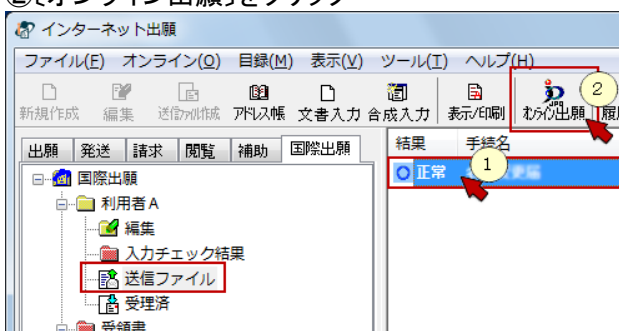 ②[オンライン出願]をクリック
インターネット出願
ファイル(F) オンライン(O) 目録(M) 表示(V) ツール(T) ヘルプ(H)
新規作成 編集 送信ファイル作成 アドレス帳 文書入力 合成入力 表示/印刷 オンライン出願
2
出願 発送 請求 閲覧 補助 国際出願
結果 手続名
正常
1
国際出願
利用者A
編集
入力チェック結果
送信ファイル
受理済
受領書